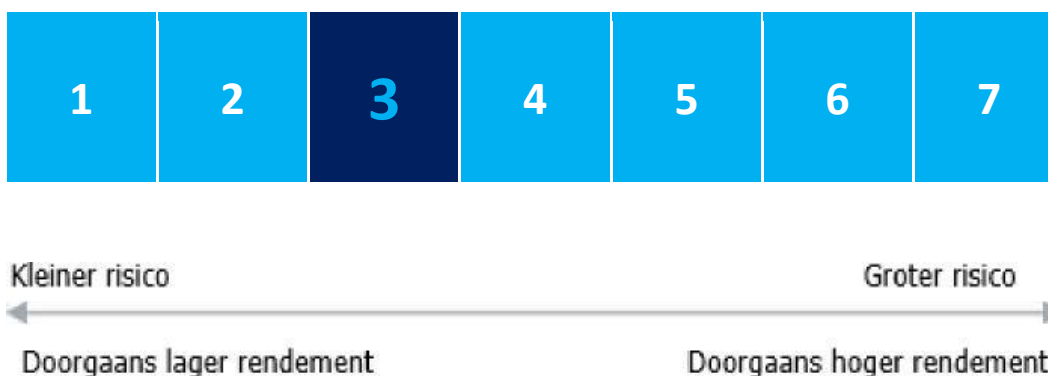 1 2 3 4 5 6 7
Kleiner risico Groter risico
Doorgaans lager rendement Doorgaans hoger rendement